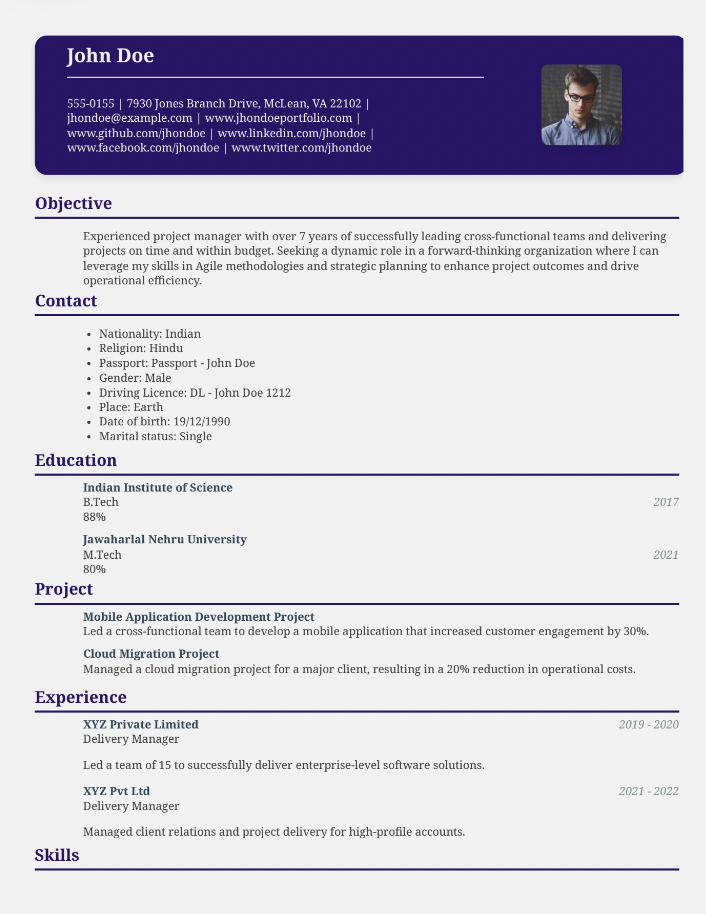 John Doe
555-0155 | 7930 Jones Branch Drive, McLean, VA 22102 |
jhondoe@example.com | www.jhondoeportfolio.com |
www.github.com/jhondoe | www.linkedin.com/jhondoe |
www.facebook.com/jhondoe | www.twitter.com/jhondoe
Objective
Experienced project manager with over 7 years of successfully leading cross-functional teams and delivering
projects on time and within budget. Seeking a dynamic role in a forward-thinking organization where I can
leverage my skills in Agile methodologies and strategic planning to enhance project outcomes and drive
operational efficiency.
Contact
• Nationality: Indian
• Religion: Hindu
• Passport: Passport - John Doe
• Gender: Male
• Driving Licence: DL - John Doe 1212
• Place: Earth
• Date of birth: 19/12/1990
• Marital status: Single
Education
Indian Institute of Science
B.Tech 2017
88%
Jawaharlal Nehru University
M.Tech 2021
80%
Project
Mobile Application Development Project
Led a cross-functional team to develop a mobile application that increased customer engagement by 30%.
Cloud Migration Project
Managed a cloud migration project for a major client, resulting in a 20% reduction in operational costs.
Experience
XYZ Private Limited 2019 - 2020
Delivery Manager
Led a team of 15 to successfully deliver enterprise-level software solutions.
XYZ Pvt Ltd 2021 - 2022
Delivery Manager
Managed client relations and project delivery for high-profile accounts.
Skills